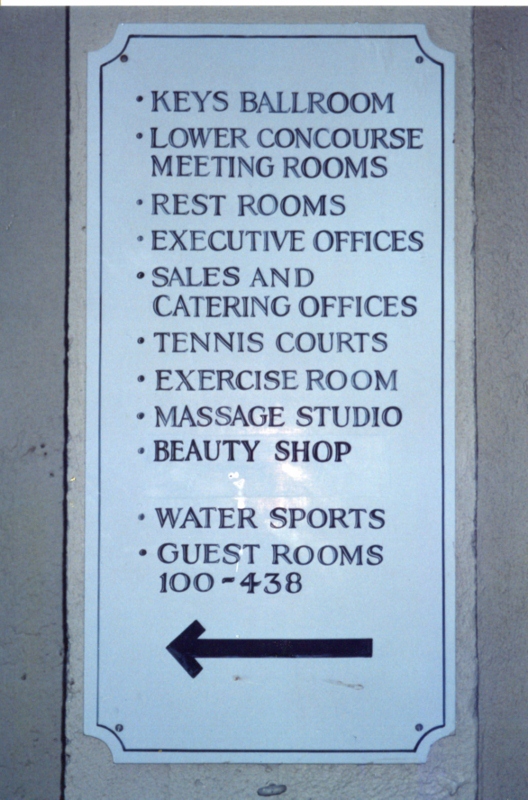 • KEYS BALLROOM
• LOWER CONCOURSE
MEETING ROOMS
• REST ROOMS
• EXECUTIVE OFFICES
• SALES AND
CATERING OFFICES
• TENNIS COURTS
• EXERCISE ROOM
• MASSAGE STUDIO
• BEAUTY SHOP
• WATER SPORTS
• GUEST ROOMS
100-438